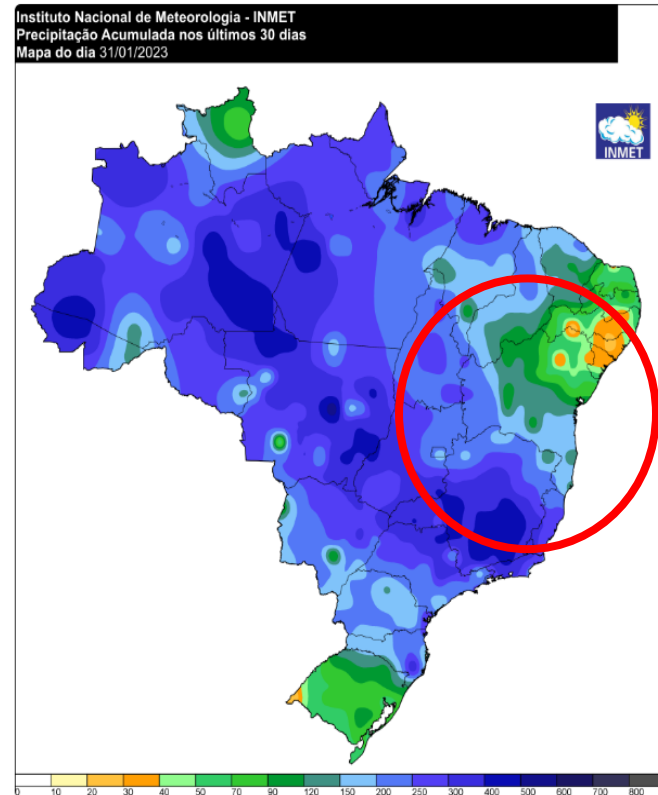 Instituto Nacional de Meteorologia - INMET
Precipitação Acumulada nos últimos 30 dias
Mapa do dia 31/01/2023
INMET
0 10 20 30 40 50 70 90 120 150 200 250 300 400 500 600 700 800